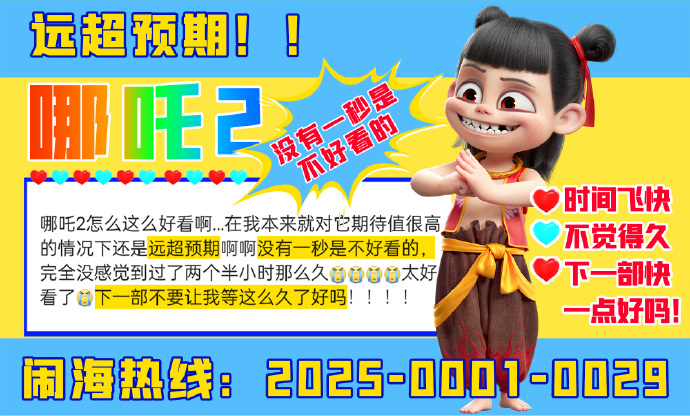 远超预期！！
哪吒2
没有一秒是
不好看的
哪吒2怎么这么好看啊...在我本来就对它期待值很高
的情况下还是远超预期啊啊没有一秒是不好看的，
完全没感觉到过了两个半小时那么久😭😭😭😭太好
看了😭下一部不要让我等这么久了好吗！！！！
时间飞快
不觉得久
下一部快
一点好吗！
闹海热线：2025-0001-0029